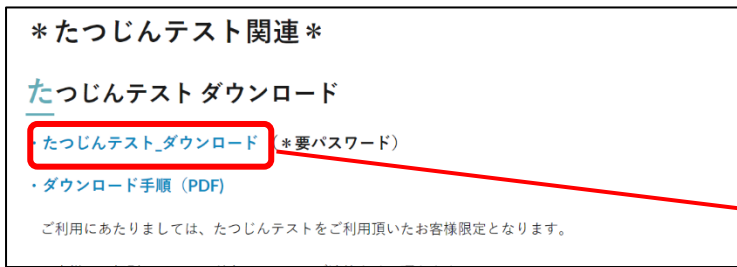 ＊たつじんテスト関連＊
たつじんテスト ダウンロード
・たつじんテスト_ダウンロード （＊要パスワード）
・ダウンロード手順（PDF)
ご利用にあたりましては、たつじんテストをご利用頂いたお客様限定となります。